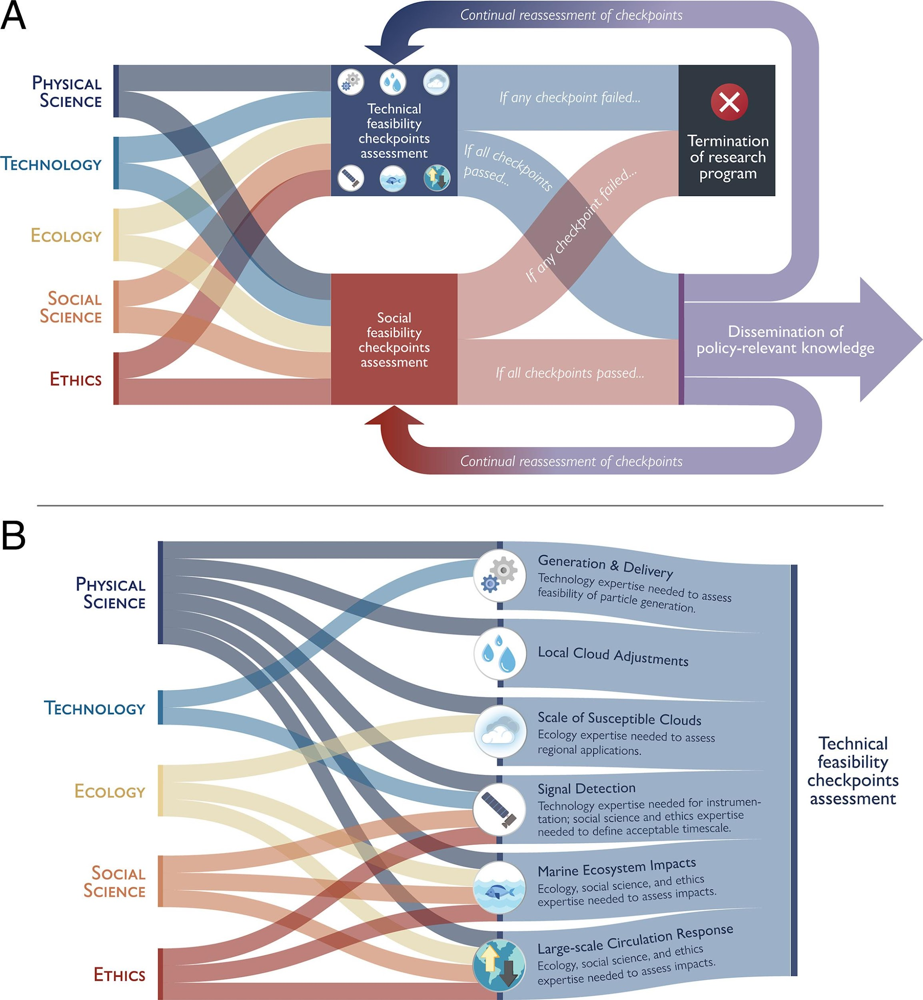 A
Continual reassessment of checkpoints
PHYSICAL
SCIENCE
TECHNOLOGY
ECOLOGY
SOCIAL
SCIENCE
ETHICS
Technical
feasibility
checkpoints
assessment
Social
feasibility
checkpoints
assessment
If any checkpoint failed...
If all checkpoints
passed...
If any checkpoint failed...
If all checkpoints passed...
Termination
of research
program
Dissemination of
policy-relevant knowledge
Continual reassessment of checkpoints
B
PHYSICAL
SCIENCE
TECHNOLOGY
ECOLOGY
SOCIAL
SCIENCE
ETHICS
Generation & Delivery
Technology expertise needed to assess
feasibility of particle generation.
Local Cloud Adjustments
Scale of Susceptible Clouds
Ecology expertise needed to assess
regional applications.
Signal Detection
Technology expertise needed for instrumen-
tation; social science and ethics expertise
needed to define acceptable timescale.
Marine Ecosystem Impacts
Ecology, social science, and ethics
expertise needed to assess impacts.
Large-scale Circulation Response
Ecology, social science, and ethics
expertise needed to assess impacts.
Technical
feasibility
checkpoints
assessment